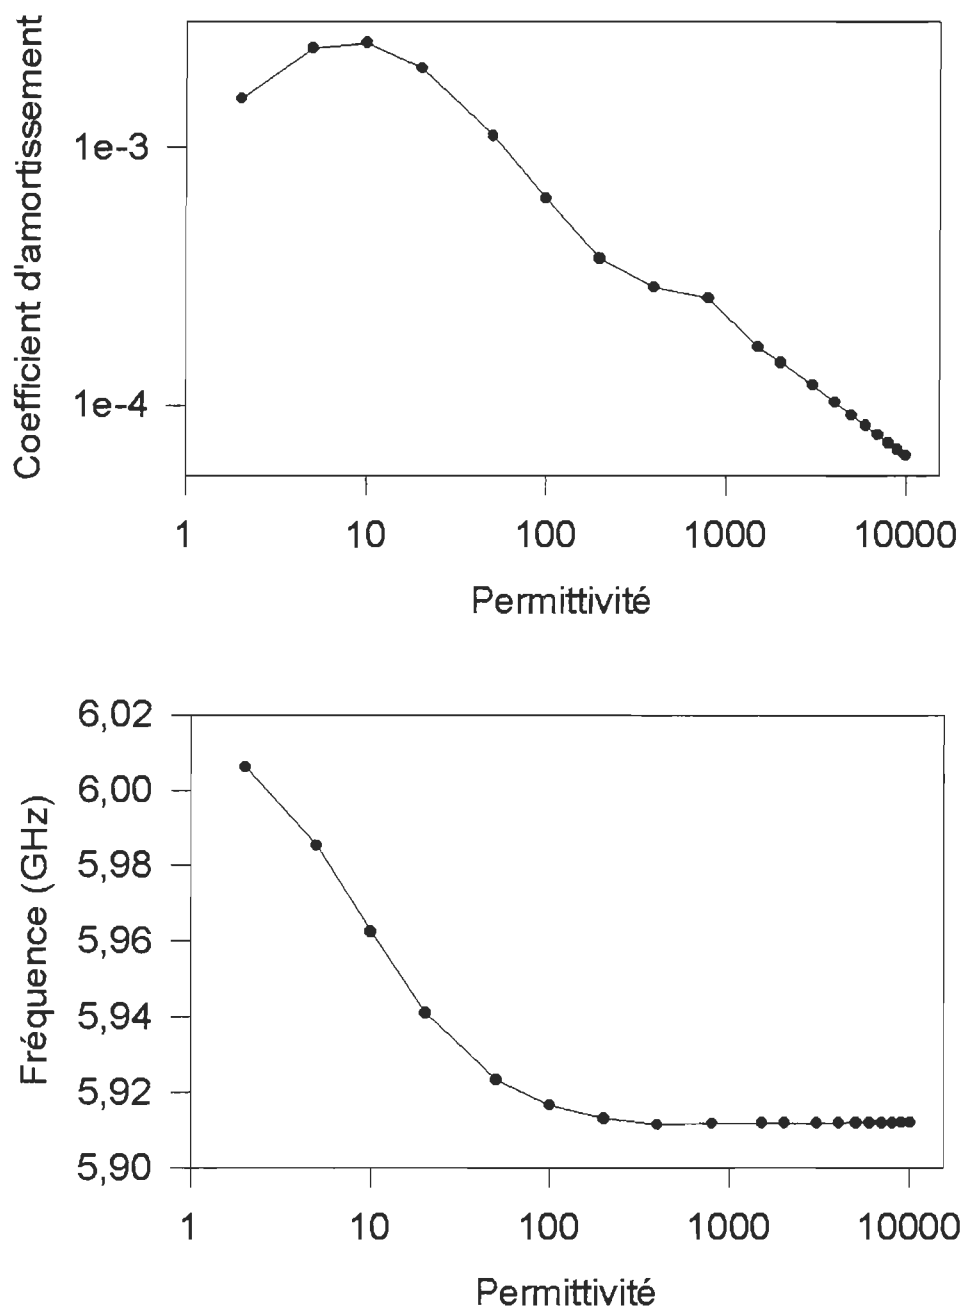 Coefficient d'amortissement
1e-3
1e-4
1 10 100 1000 10000
Permittivité
Fréquence (GHz)
6,02
6,00
5,98
5,96
5,94
5,92
5,90
1 10 100 1000 10000
Permittivité